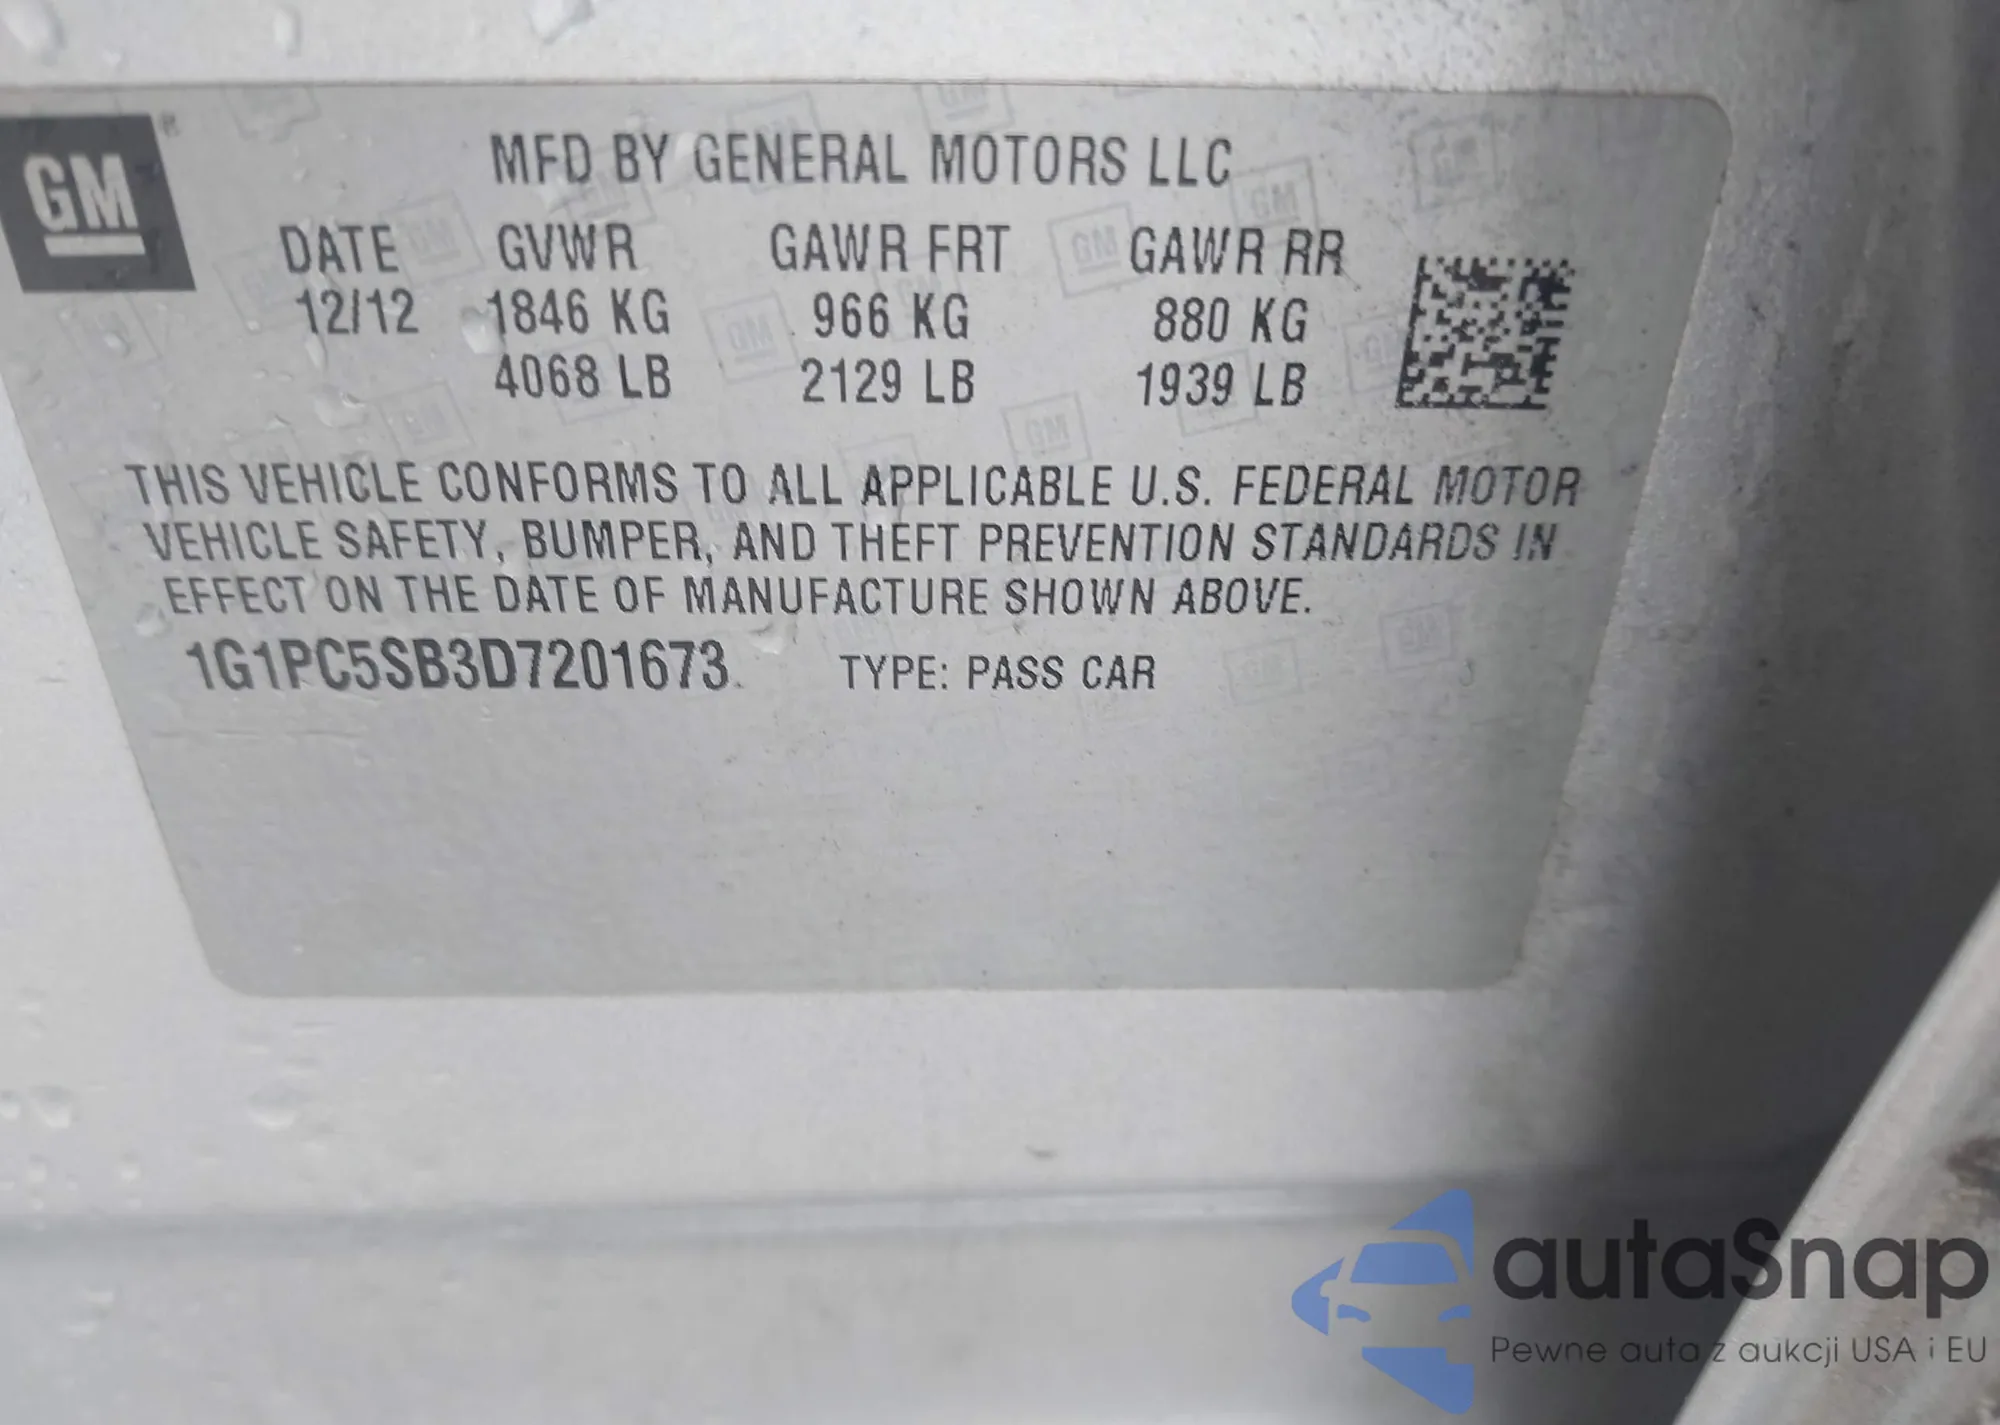 GM
MFD BY GENERAL MOTORS LLC
DATE GVWR GAWR FRT GAWR RR
12/12 1846 KG 966 KG 880 KG
4068 LB 2129 LB 1939 LB
THIS VEHICLE CONFORMS TO ALL APPLICABLE U.S. FEDERAL MOTOR
VEHICLE SAFETY, BUMPER, AND THEFT PREVENTION STANDARDS IN
EFFECT ON THE DATE OF MANUFACTURE SHOWN ABOVE.
1G1PC5SB3D7201673 TYPE: PASS CAR
autaSnap
Pewne auta z aukcji USA i EU